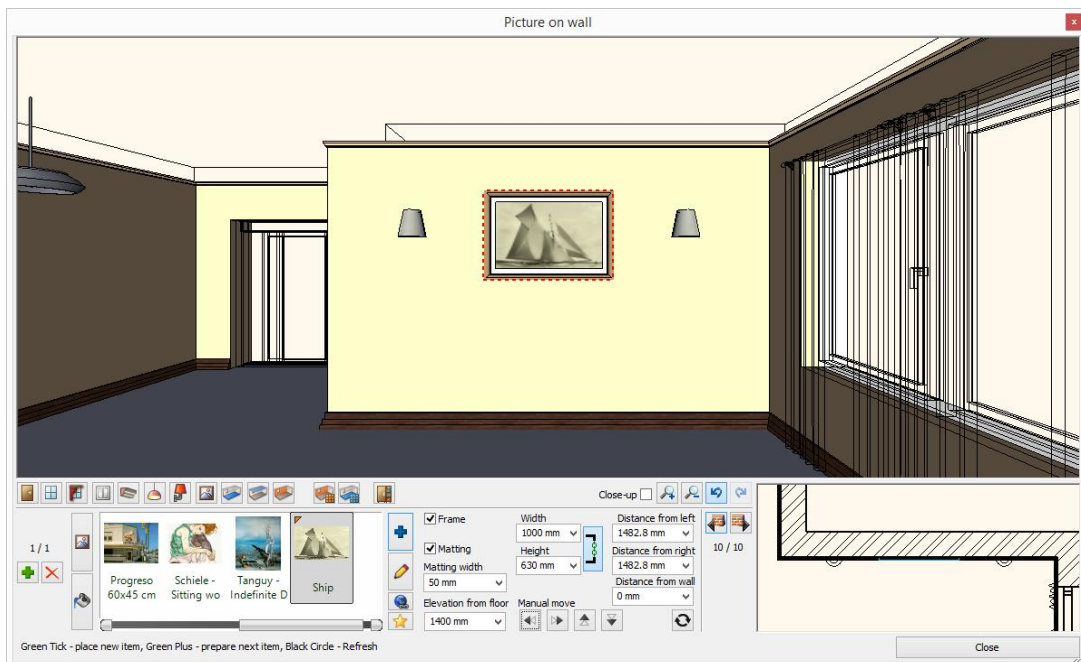 Picture on wall
x
Close-up
1 / 1
Progreso
60x45 cm
Schiele -
Sitting wo
Tanguy -
Indefinite D
Ship
Frame
Matting
Matting width
50 mm
Elevation from floor
1400 mm
Width
1000 mm
Height
630 mm
Manual move
Distance from left
1482.8 mm
Distance from right
1482.8 mm
Distance from wall
0 mm
10 / 10
Green Tick - place new item, Green Plus - prepare next item, Black Circle - Refresh
Close